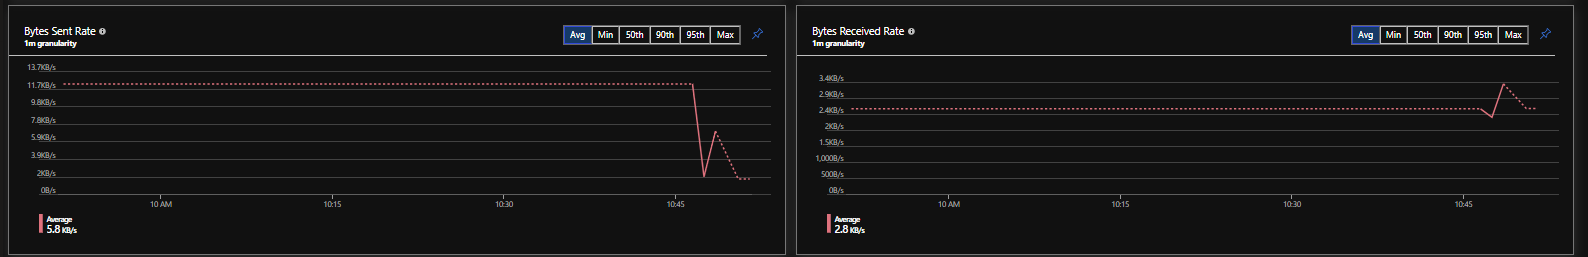 Bytes Sent Rate
1m granularity
Avg Min 50th 90th 95th Max
13.7KB/s
11.7KB/s
9.8KB/s
7.8KB/s
5.9KB/s
3.9KB/s
2KB/s
0B/s
10 AM 10:15 10:30 10:45
Average
5.8 KB/s
Bytes Received Rate
1m granularity
Avg Min 50th 90th 95th Max
3.4KB/s
2.9KB/s
2.4KB/s
2KB/s
1.5KB/s
1,000B/s
500B/s
0B/s
10 AM 10:15 10:30 10:45
Average
2.8 KB/s